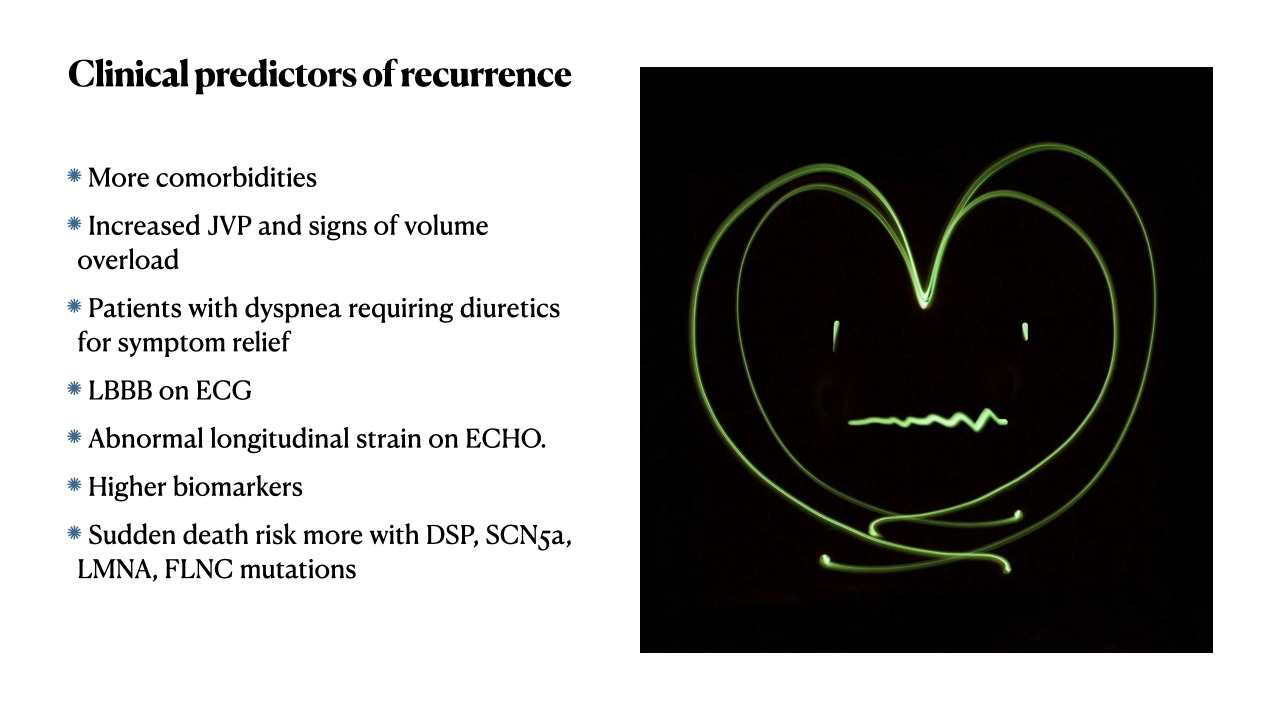 Clinical predictors of recurrence
More comorbidities
Increased JVP and signs of volume
overload
Patients with dyspnea requiring diuretics
for symptom relief
LBBB on ECG
Abnormal longitudinal strain on ECHO.
Higher biomarkers
Sudden death risk more with DSP, SCN5a,
LMNA, FLNC mutations